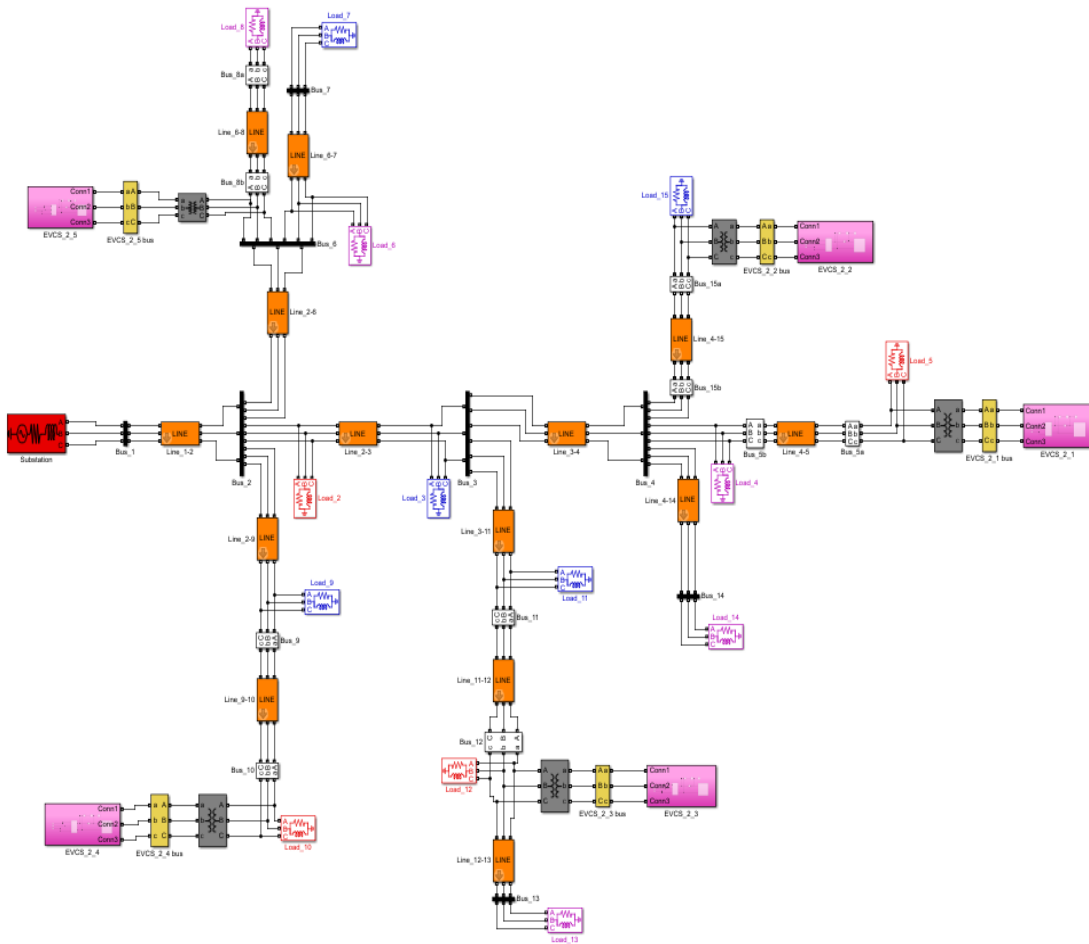 Load_8
A B C
Load_7
A
B
C
Bus_8a
A a
B b
C c
Bus_7
Line_6-8
LINE
LINE
Line_6-7
Bus_8b
A a
B b
C c
Conn1
Conn2
Conn3
EVCS_2_5
a A
b B
c C
EVCS_2_5 bus
a A
b B
c C
Load_6
A B C
Bus_6
LINE
Line_2-6
Load_15
A B C
A a
B b
C c
A a
B b
C c
EVCS_2_2 bus
Conn1
Conn2
Conn3
EVCS_2_2
Bus_15a
A a
B b
C c
LINE
Line_4-15
Bus_15b
A a
B b
C c
Load_5
A B C
A
B
C
Substation
Bus_1
LINE
Line_1-2
Bus_2
LINE
Line_2-3
Load_2
A B C
Load_3
A B C
Bus_3
LINE
Line_3-4
Bus_4
Load_4
A B C
A a
B b
C c
Bus_5b
LINE
Line_4-5
A a
B b
C c
Bus_5a
A a
B b
C c
A a
B b
C c
EVCS_2_1 bus
Conn1
Conn2
Conn3
EVCS_2_1
LINE
Line_4-14
Line_2-9
LINE
Line_3-11
LINE
Load_9
A
B
C
Load_11
A
B
C
Bus_14
Bus_9
c C
b B
a A
Bus_11
c C
b B
a A
Load_14
A
B
C
Line_9-10
LINE
Line_11-12
LINE
Bus_12
c C
b B
a A
Bus_10
c C
b B
a A
Load_12
A
B
C
A a
B b
C c
A a
B b
C c
EVCS_2_3 bus
Conn1
Conn2
Conn3
EVCS_2_3
Conn1
Conn2
Conn3
EVCS_2_4
a A
b B
c C
EVCS_2_4 bus
a A
b B
c C
Load_10
A
B
C
Line_12-13
LINE
Bus_13
Load_13
A
B
C